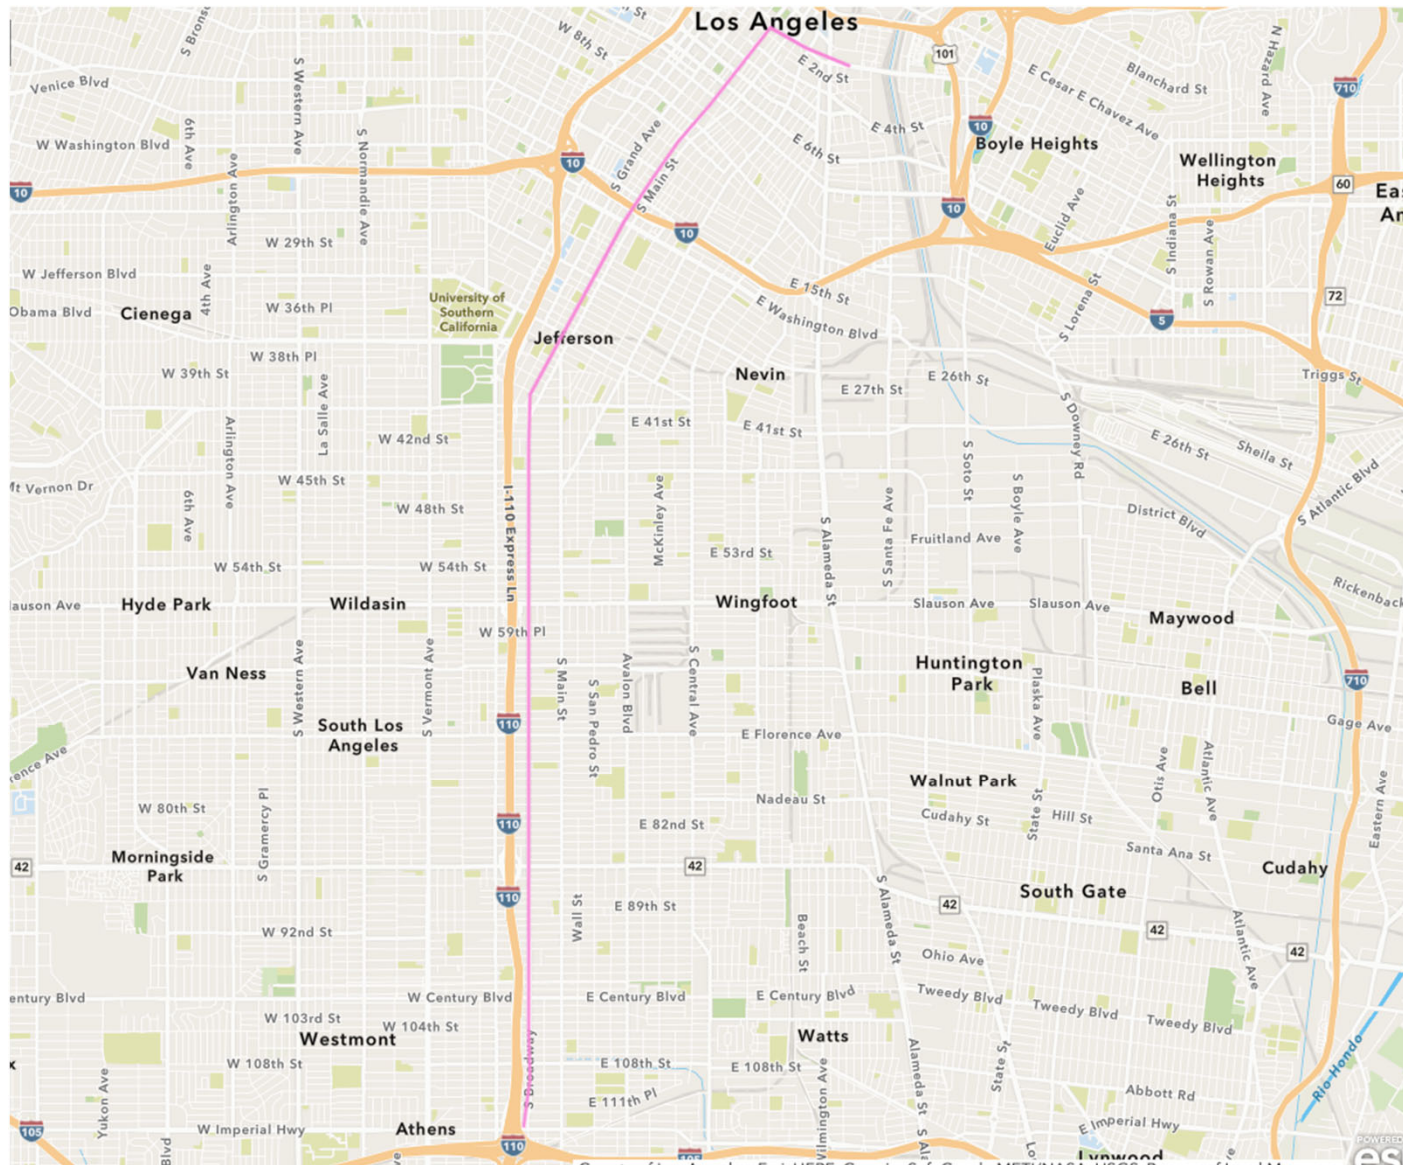 Los Angeles
S Western Ave
W 8th St
E 2nd St
101
N Hazard Ave
Blanchard St
710
Venice Blvd
E Cesar E Chavez Ave
6th Ave
W Washington Blvd
S Normandie Ave
10
E 4th St
10
Boyle Heights
S Grand Ave
E 6th St
Wellington
Heights
10
Arlington Ave
S Main St
10
60
W 29th St
10
Euclid Ave
S Indiana St
S Rowan Ave
W Jefferson Blvd
4th Ave
E 15th St
72
Obama Blvd
Cienega
W 36th Pl
University of
Southern
California
E Washington Blvd
S Lorena St
5
Jefferson
W 38th Pl
W 39th St
Nevin
E 27th St
E 26th St
Triggs St
La Salle Ave
Arlington Ave
W 42nd St
E 41st St
E 41st St
S Downey Rd
E 26th St
Sheila St
W 45th St
Mt Vernon Dr
6th Ave
W 48th St
I-110 Express Ln
McKinley Ave
S Alameda St
S Santa Fe Ave
S Soto St
S Boyle Ave
S Atlantic Blvd
District Blvd
Fruitland Ave
E 53rd St
W 54th St
W 54th St
Rickenback
lauson Ave
Hyde Park
Wildasin
Wingfoot
Slauson Ave
Slauson Ave
Maywood
W 59th Pl
Van Ness
S Western Ave
S Vermont Ave
S Main St
S San Pedro St
Avalon Blvd
S Central Ave
Huntington
Park
Plaska Ave
Bell
710
South Los
Angeles
110
E Florence Ave
Gage Ave
rence Ave
Walnut Park
Otis Ave
Atlantic Ave
Eastern Ave
W 80th St
S Gramercy Pl
110
E 82nd St
Nadeau St
Cudahy St
State St
Hill St
Santa Ana St
42
Morningside
Park
42
Cudahy
110
Wall St
E 89th St
S Alameda St
42
South Gate
42
42
Atlantic Ave
W 92nd St
Beach St
Ohio Ave
entury Blvd
W Century Blvd
E Century Blvd
E Century Blvd
Tweedy Blvd
Tweedy Blvd
Tweedy Blvd
W 103rd St
W 104th St
Westmont
S Broadway
Watts
W 108th St
E 108th St
E 108th St
Alameda St
State St
Rio Hondo
Yukon Ave
E 111th Pl
Abbott Rd
105
W Imperial Hwy
Athens
110
E Imperial Hwy
Lynwood
POWERED
es